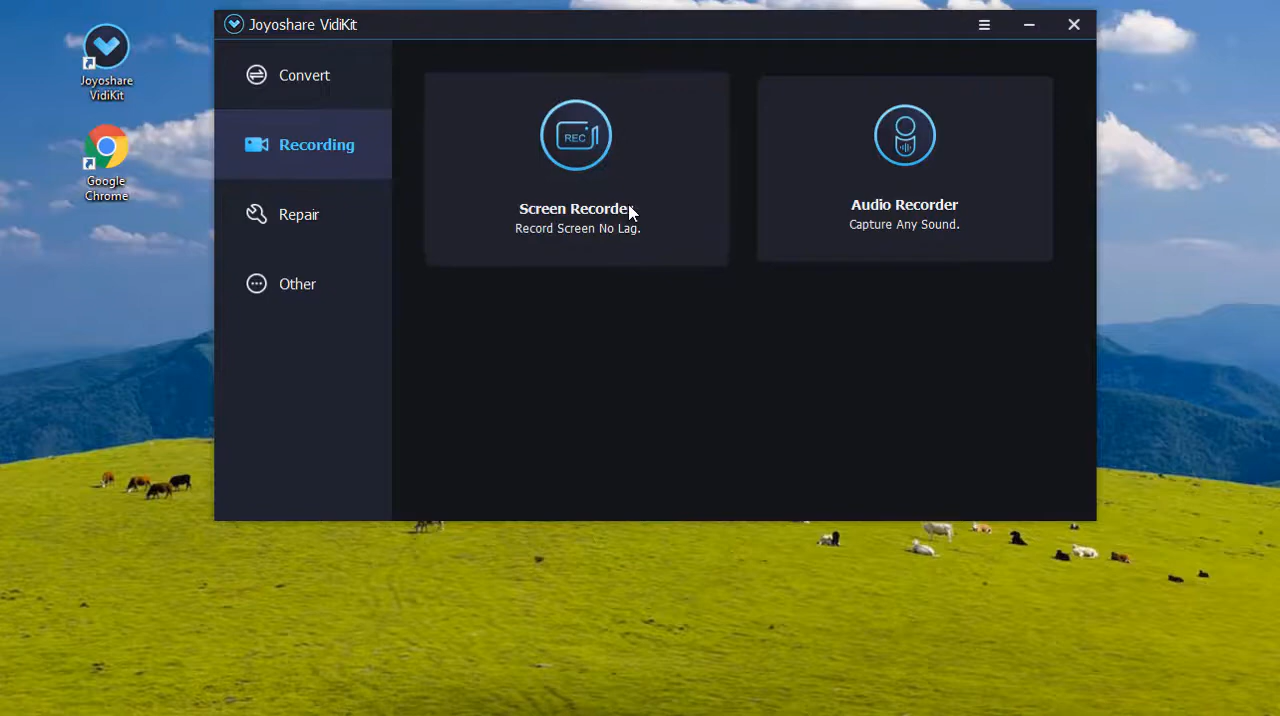 Joyoshare
VidiKit
Google
Chrome
Joyoshare VidiKit
Convert
Recording
Repair
Other
REC
Screen Recorder
Record Screen No Lag.
Audio Recorder
Capture Any Sound.